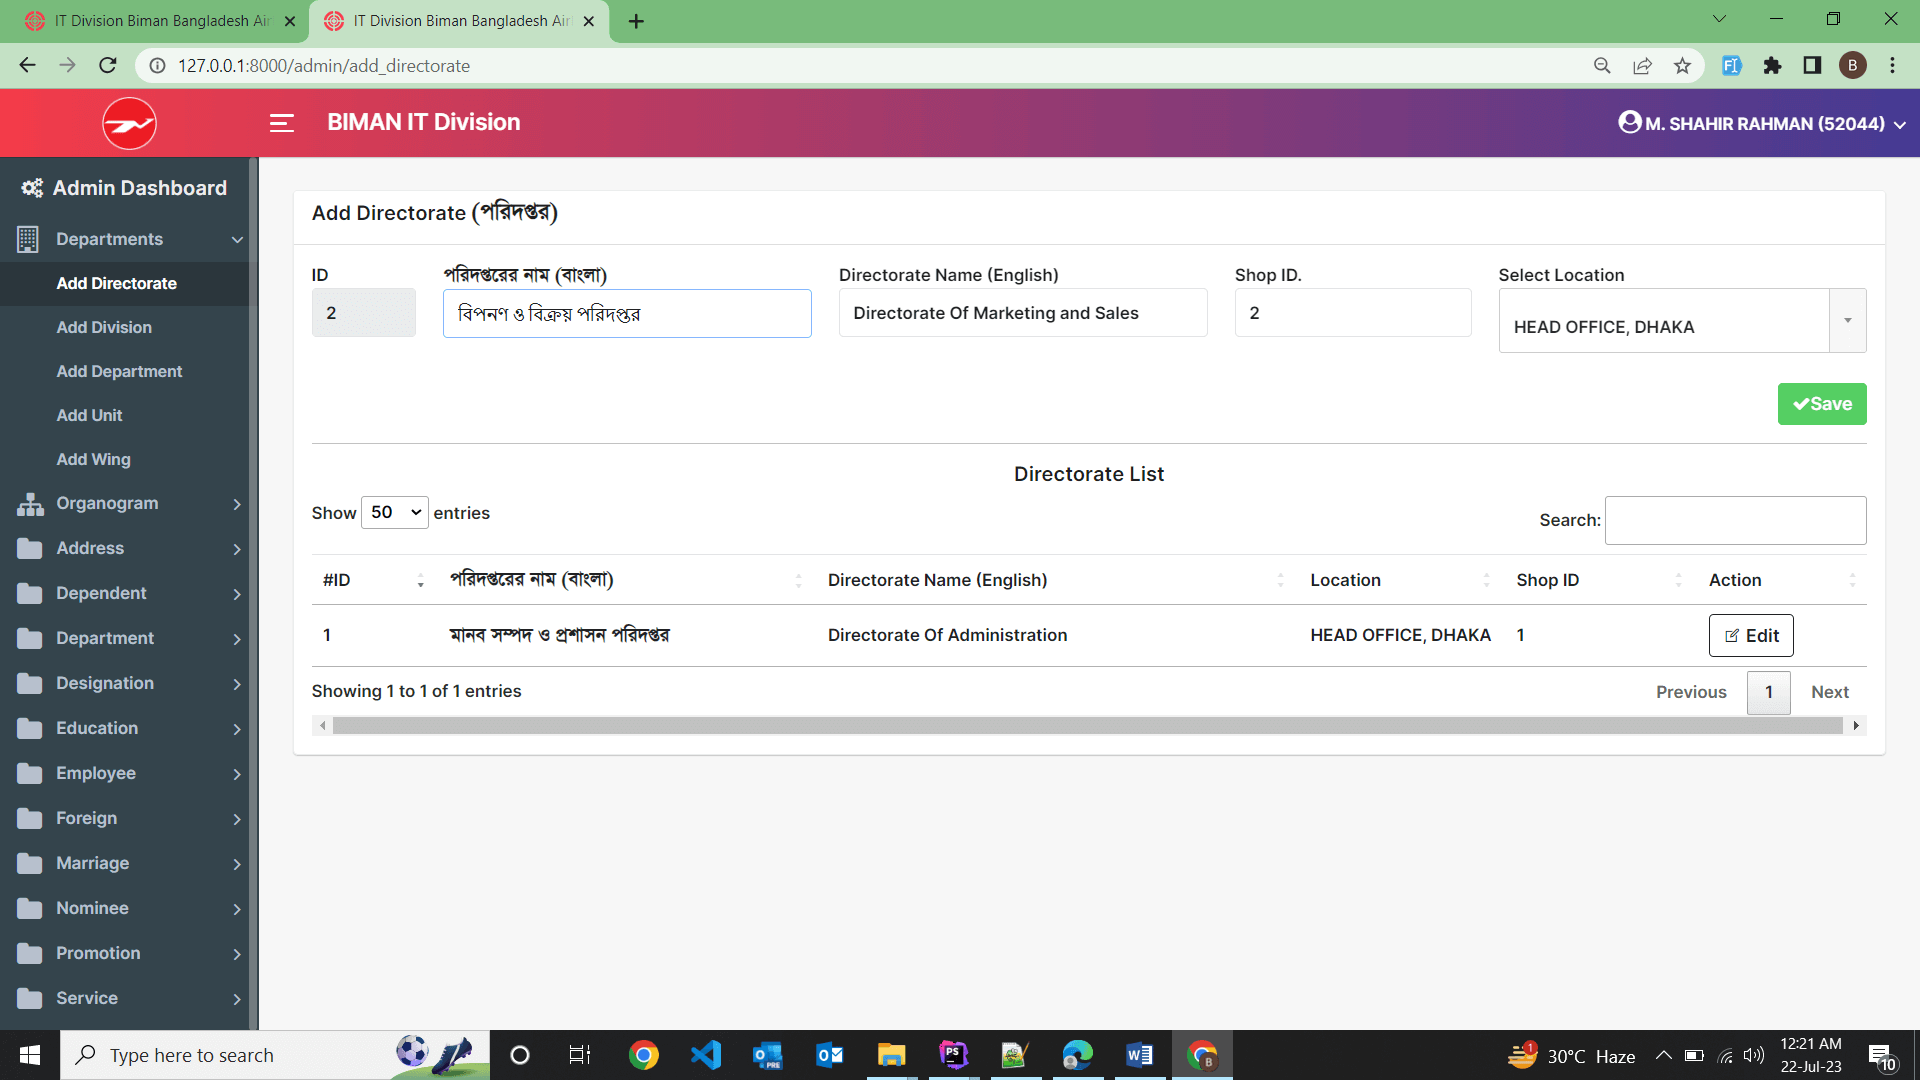 IT Division Biman Bangladesh Air
IT Division Biman Bangladesh Air
127.0.0.1:8000/admin/add_directorate
B
BIMAN IT Division
M. SHAHIR RAHMAN (52044)
Admin Dashboard
Departments
Add Directorate
Add Division
Add Department
Add Unit
Add Wing
Organogram
Address
Dependent
Department
Designation
Education
Employee
Foreign
Marriage
Nominee
Promotion
Service
Add Directorate (পরিদপ্তর)
ID পরিদপ্তরের নাম (বাংলা) Directorate Name (English) Shop ID. Select Location
2 বিপনণ ও বিক্রয় পরিদপ্তর Directorate Of Marketing and Sales 2 HEAD OFFICE, DHAKA
Save
Directorate List
Show 50 entries Search:
#ID পরিদপ্তরের নাম (বাংলা) Directorate Name (English) Location Shop ID Action
1 মানব সম্পদ ও প্রশাসন পরিদপ্তর Directorate Of Administration HEAD OFFICE, DHAKA 1 Edit
Showing 1 to 1 of 1 entries Previous 1 Next
Type here to search
30°C Haze
12:21 AM
22-Jul-23
10